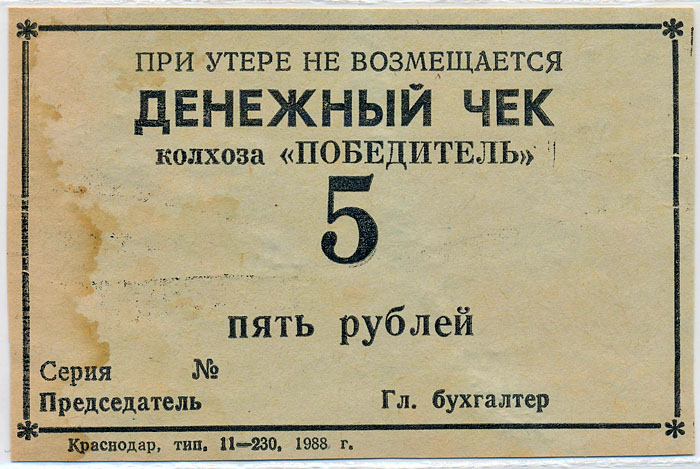 ПРИ УТЕРЕ НЕ ВОЗМЕЩАЕТСЯ
ДЕНЕЖНЫЙ ЧЕК
колхоза «ПОБЕДИТЕЛЬ»
5
пять рублей
Серия №
Председатель Гл. бухгалтер
Краснодар, тип. 11—230, 1988 г.